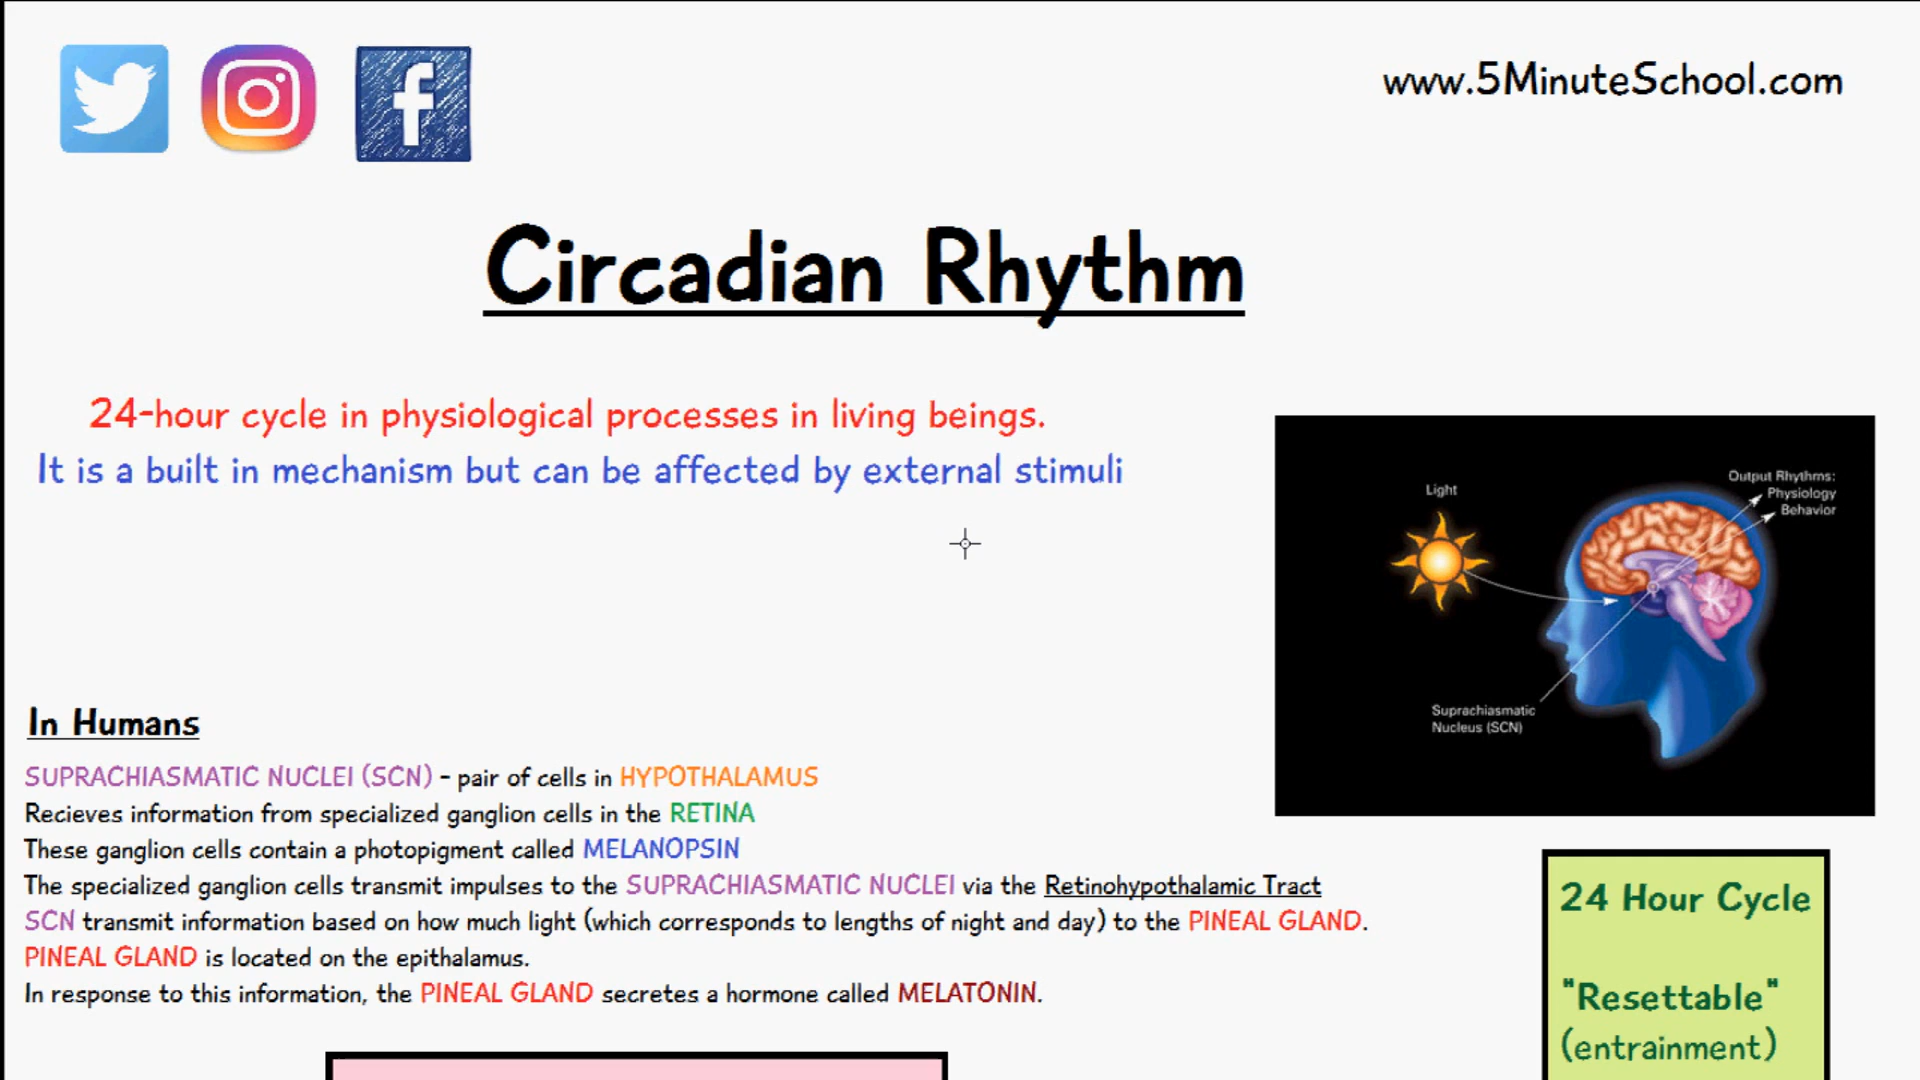 www.5MinuteSchool.com
Circadian Rhythm
24-hour cycle in physiological processes in living beings.
It is a built in mechanism but can be affected by external stimuli
Light
Output Rhythms:
Physiology
Behavior
Suprachiasmatic
Nucleus (SCN)
In Humans
SUPRACHIASMATIC NUCLEI (SCN) - pair of cells in HYPOTHALAMUS
Recieves information from specialized ganglion cells in the RETINA
These ganglion cells contain a photopigment called MELANOPSIN
The specialized ganglion cells transmit impulses to the SUPRACHIASMATIC NUCLEI via the Retinohypothalamic Tract
SCN transmit information based on how much light (which corresponds to lengths of night and day) to the PINEAL GLAND.
PINEAL GLAND is located on the epithalamus.
In response to this information, the PINEAL GLAND secretes a hormone called MELATONIN.
24 Hour Cycle
"Resettable"
(entrainment)